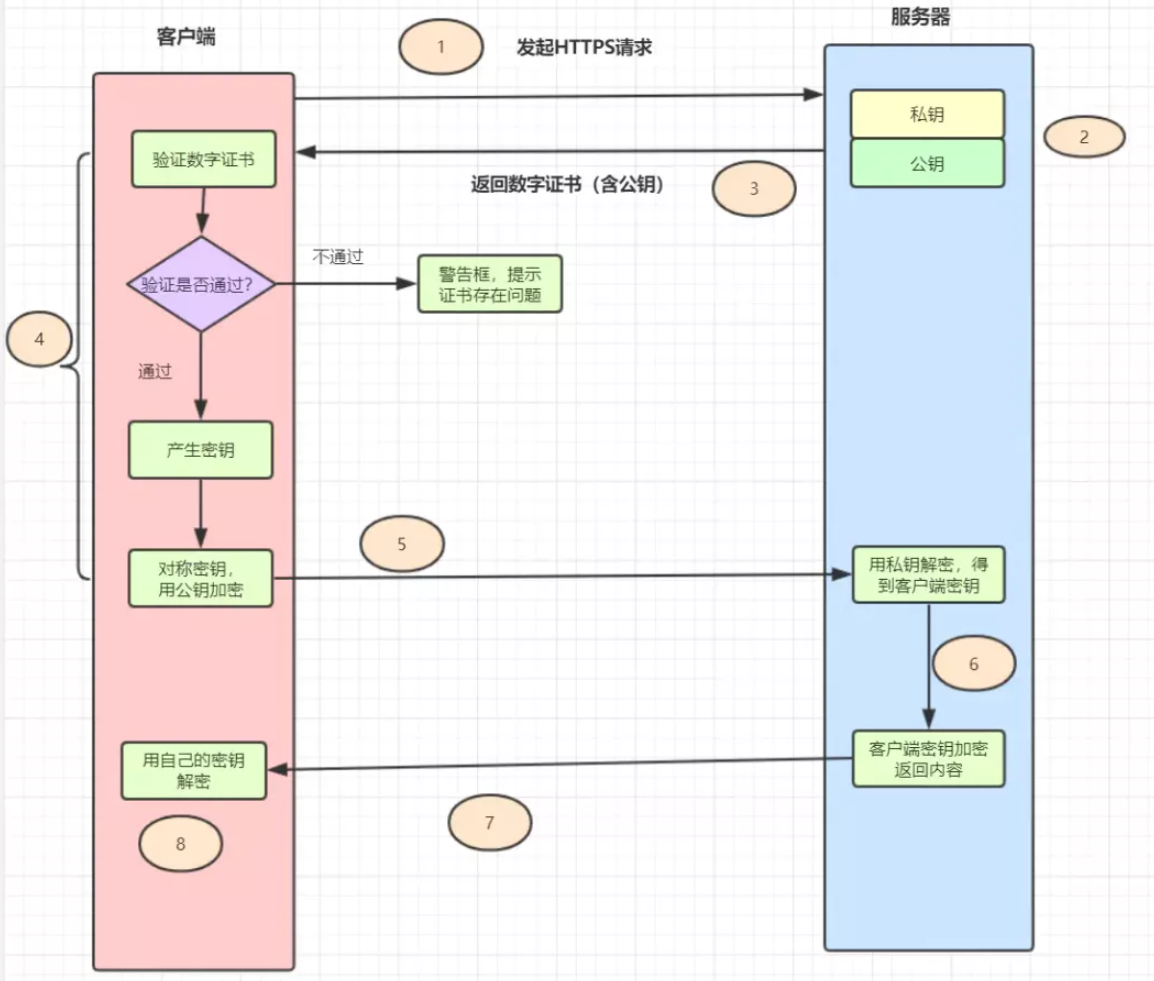 服务器
客户端
1
发起HTTPS请求
私钥
2
验证数字证书
公钥
返回数字证书（含公钥）
3
不通过
验证是否通过?
警告框，提示
证书存在问题
4
通过
产生密钥
5
对称密钥，
用公钥加密
用私钥解密，得
到客户端密钥
6
客户端密钥加密
返回内容
用自己的密钥
解密
7
8